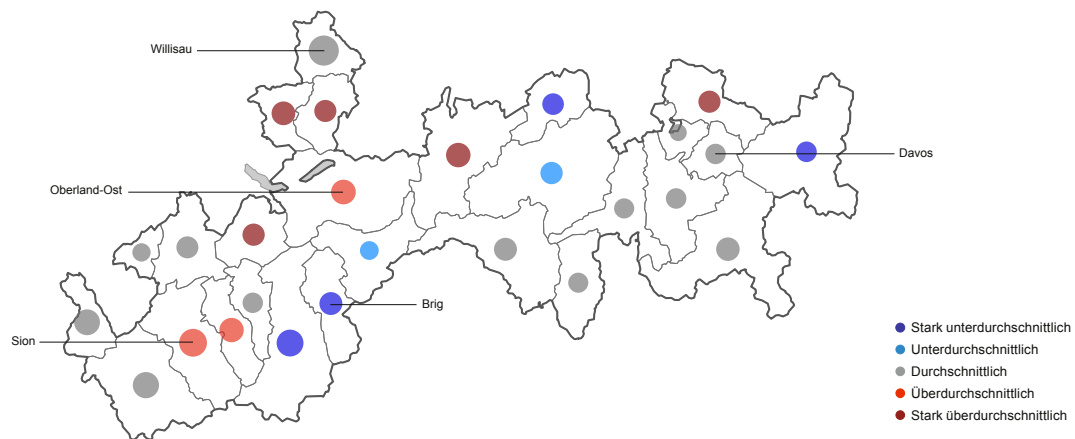 Willisau
Davos
Oberland-Ost
Brig
Sion
Stark unterdurchschnittlich
Unterdurchschnittlich
Durchschnittlich
Überdurchschnittlich
Stark überdurchschnittlich